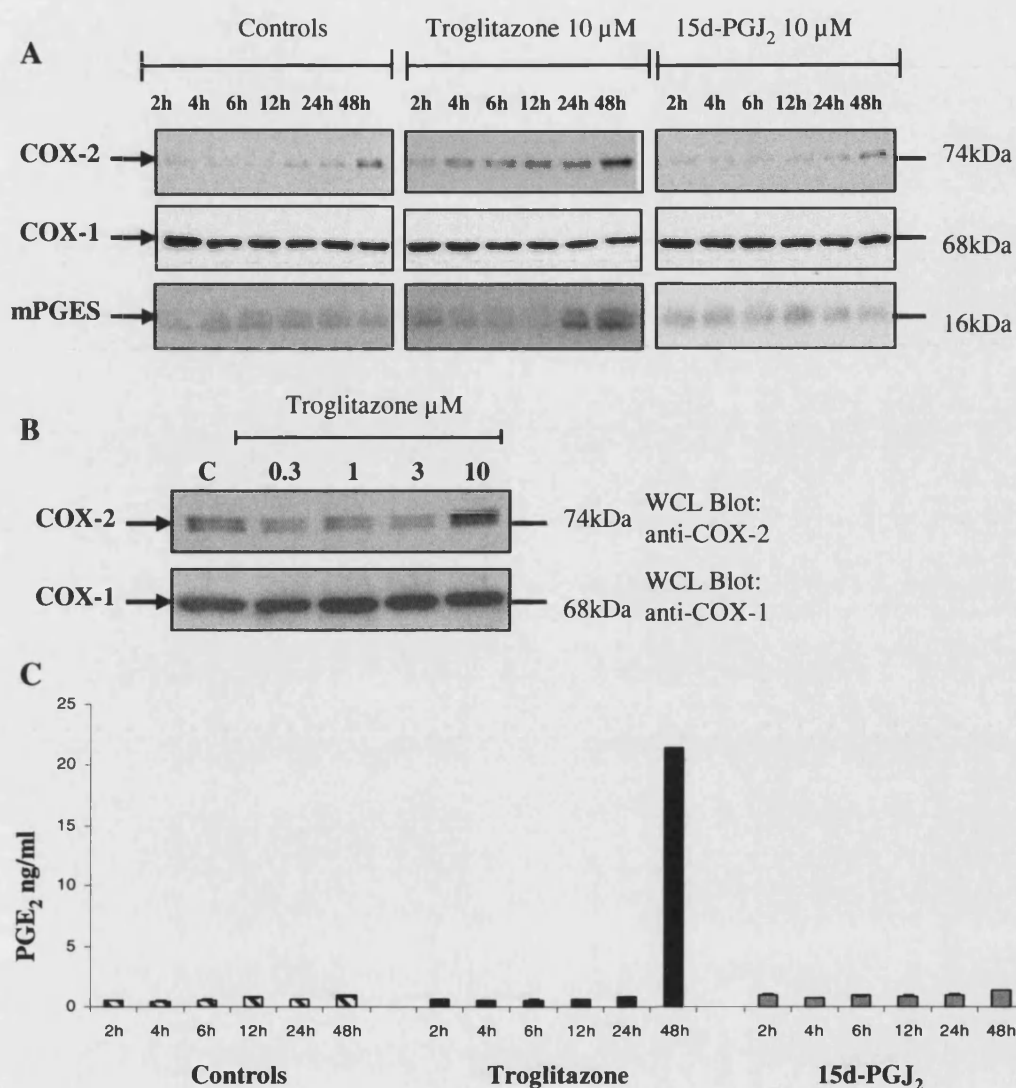 A
Controls
Troglitazone 10 µM
15d-PGJ₂ 10 µM
2h 4h 6h 12h 24h 48h
2h 4h 6h 12h 24h 48h
2h 4h 6h 12h 24h 48h
COX-2
74kDa
COX-1
68kDa
mPGES
16kDa
B
Troglitazone µM
C 0.3 1 3 10
COX-2
74kDa
WCL Blot:
anti-COX-2
COX-1
68kDa
WCL Blot:
anti-COX-1
C
PGE₂ ng/ml
25
20
15
10
5
0
2h 4h 6h 12h 24h 48h
2h 4h 6h 12h 24h 48h
2h 4h 6h 12h 24h 48h
Controls
Troglitazone
15d-PGJ₂